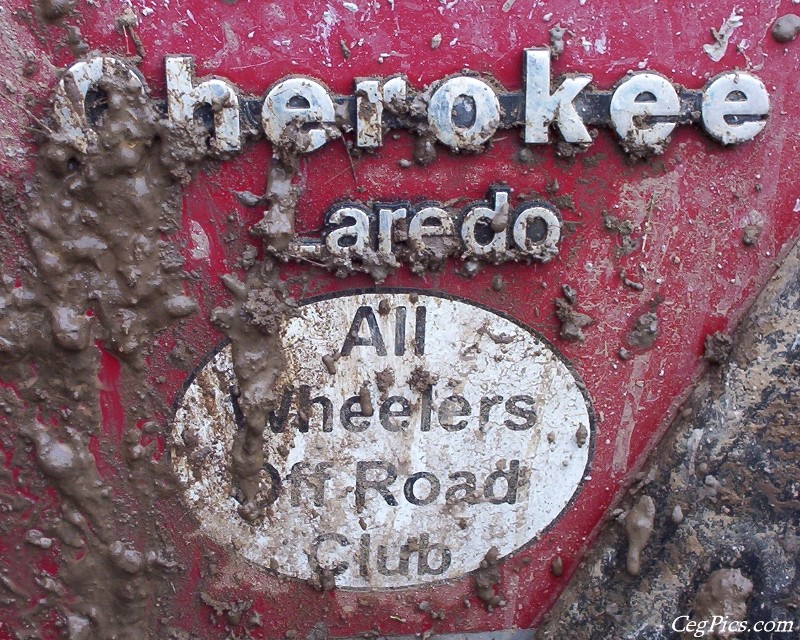 Cherokee
Laredo
All
Wheelers
Off Road
Club
CegPics.com